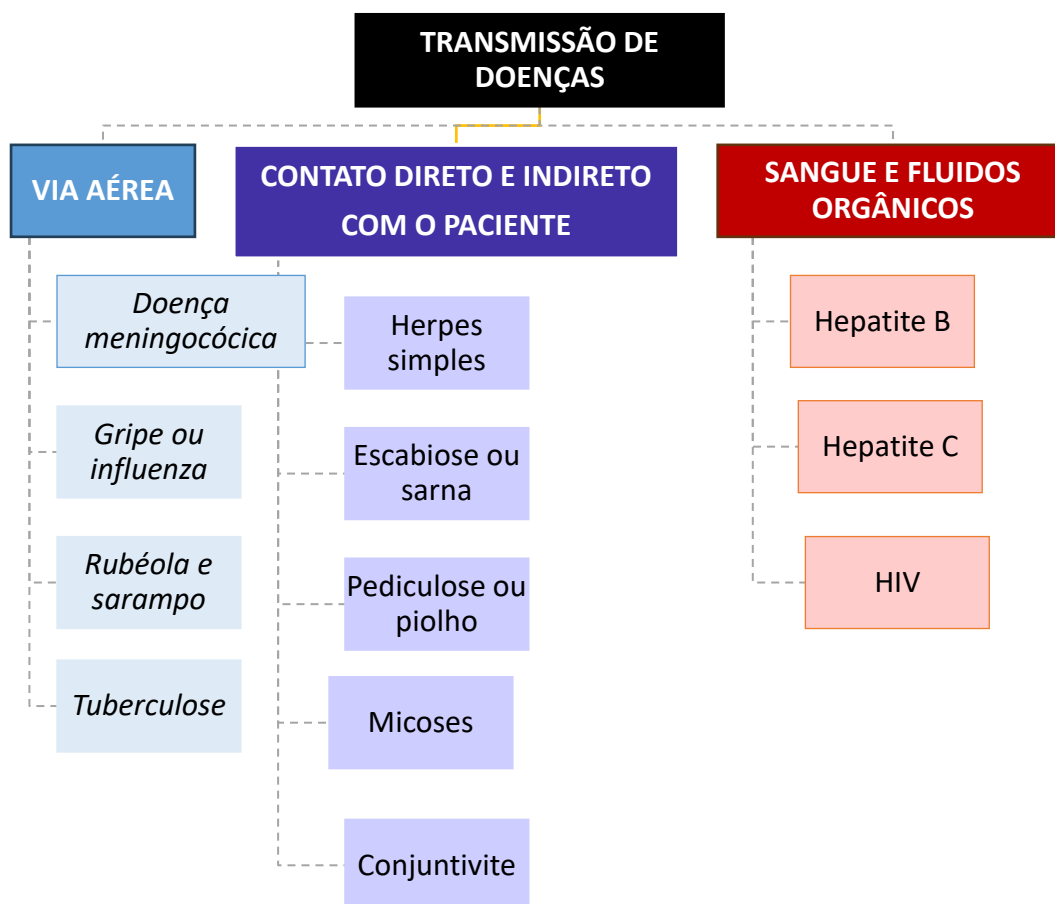 TRANSMISSÃO DE
DOENÇAS
VIA AÉREA
Doença
meningocócica
Gripe ou
influenza
Rubéola e
sarampo
Tuberculose
CONTATO DIRETO E INDIRETO
COM O PACIENTE
Herpes
simples
Escabiose ou
sarna
Pediculose ou
piolho
Micoses
Conjuntivite
SANGUE E FLUIDOS
ORGÂNICOS
Hepatite B
Hepatite C
HIV